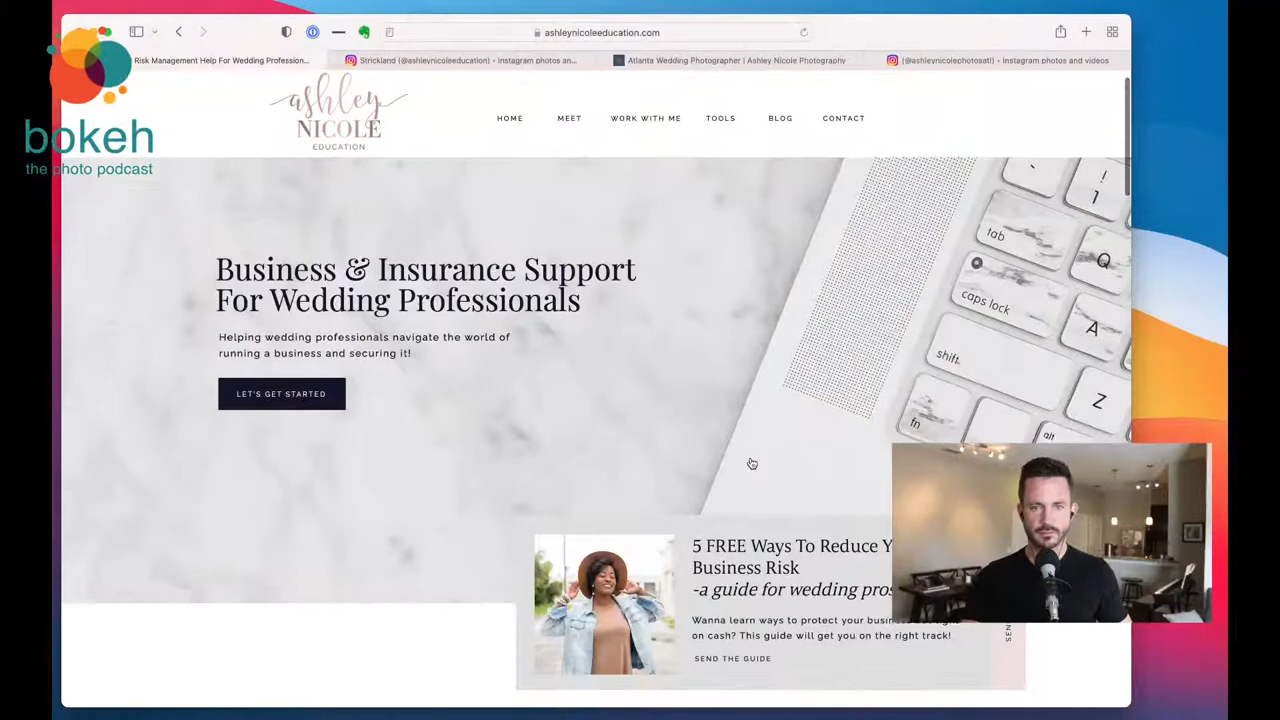 ashleynicoleeducation.com
Risk Management Help For Wedding Profession...
Strickland (@ashleynicoleeducation) • Instagram photos an...
Atlanta Wedding Photographer | Ashley Nicole Photography
(@ashleynicolephotosatl) • Instagram photos and videos
bokeh
the photo podcast
ashley
NICOLE
EDUCATION
HOME
MEET
WORK WITH ME
TOOLS
BLOG
CONTACT
Business & Insurance Support
For Wedding Professionals
Helping wedding professionals navigate the world of
running a business and securing it!
LET'S GET STARTED
!
1
tab
Q
caps lock
A
shift
Z
fn
alt
5 FREE Ways To Reduce Y
Business Risk
-a guide for wedding pros
Wanna learn ways to protect your
on cash? This guide will get you on the right track!
SEND THE GUIDE
SEN